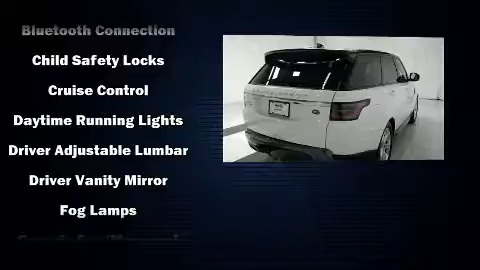 Bluetooth Connection
Child Safety Locks
Cruise Control
Daytime Running Lights
Driver Adjustable Lumbar
Driver Vanity Mirror
Fog Lamps